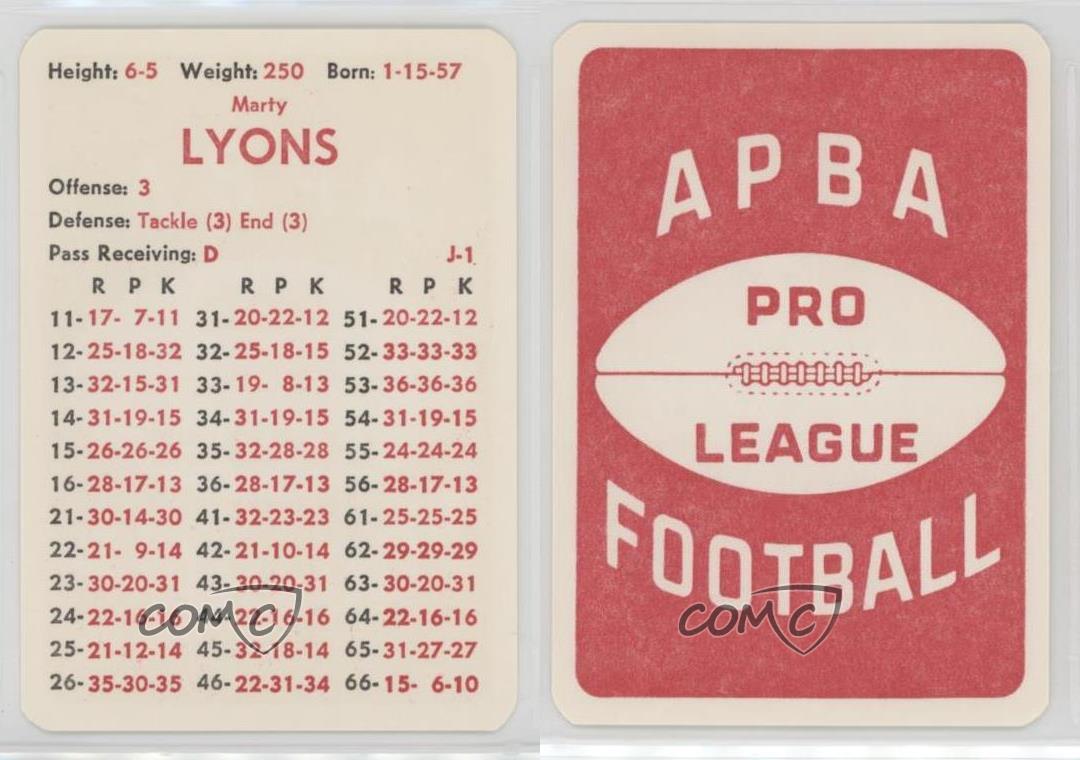 Height: 6-5 Weight: 250 Born: 1-15-57
Marty
LYONS
Offense: 3
Defense: Tackle (3) End (3)
Pass Receiving: D J-1
R P K R P K R P K
11-17- 7-11 31-20-22-12 51-20-22-12
12-25-18-32 32-25-18-15 52-33-33-33
13-32-15-31 33-19- 8-13 53-36-36-36
14-31-19-15 34-31-19-15 54-31-19-15
15-26-26-26 35-32-28-28 55-24-24-24
16-28-17-13 36-28-17-13 56-28-17-13
21-30-14-30 41-32-23-23 61-25-25-25
22-21- 9-14 42-21-10-14 62-29-29-29
23-30-20-31 43-30-20-31 63-30-20-31
24-22-16-16 44-22-16-16 64-22-16-16
25-21-12-14 45-32-18-14 65-31-27-27
26-35-30-35 46-22-31-34 66-15- 6-10
COMC
APBA
PRO
LEAGUE
FOOTBALL
COMC